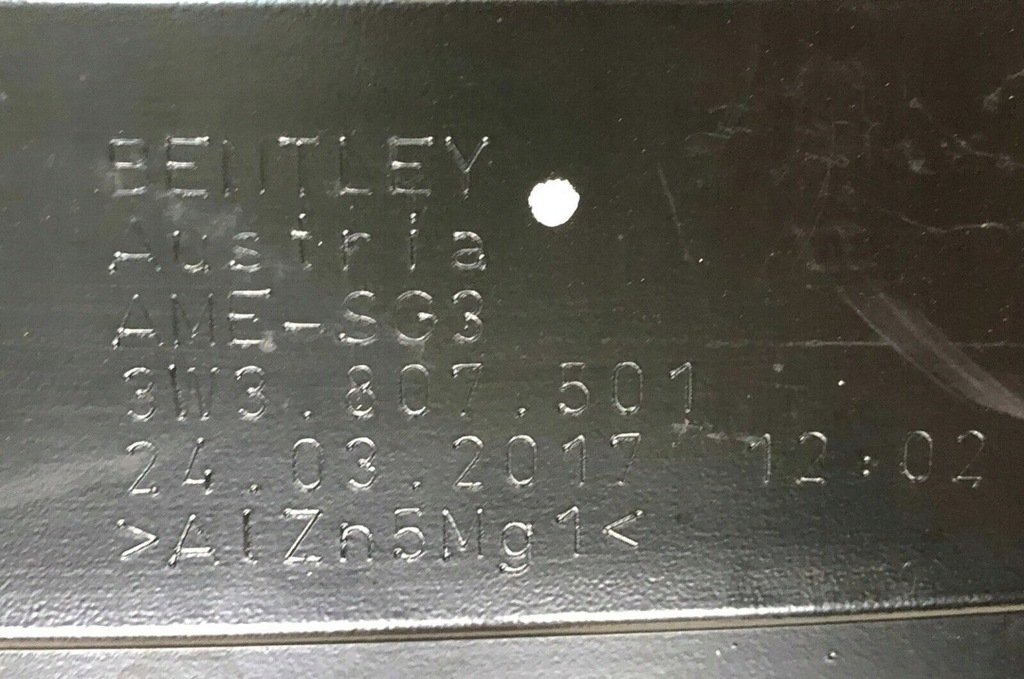 BENTLEY
Austria
AME-SG3
3W3.807.501
24.03.2017 12:02
>AlZn5Mg1<